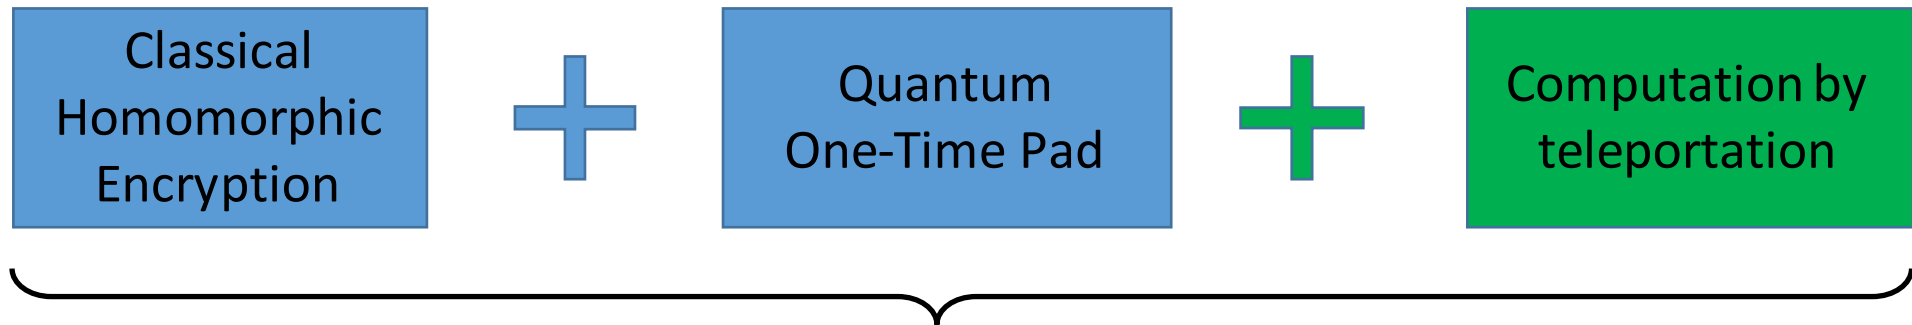 Classical
Homomorphic
Encryption
Quantum
One-Time Pad
Computation by
teleportation